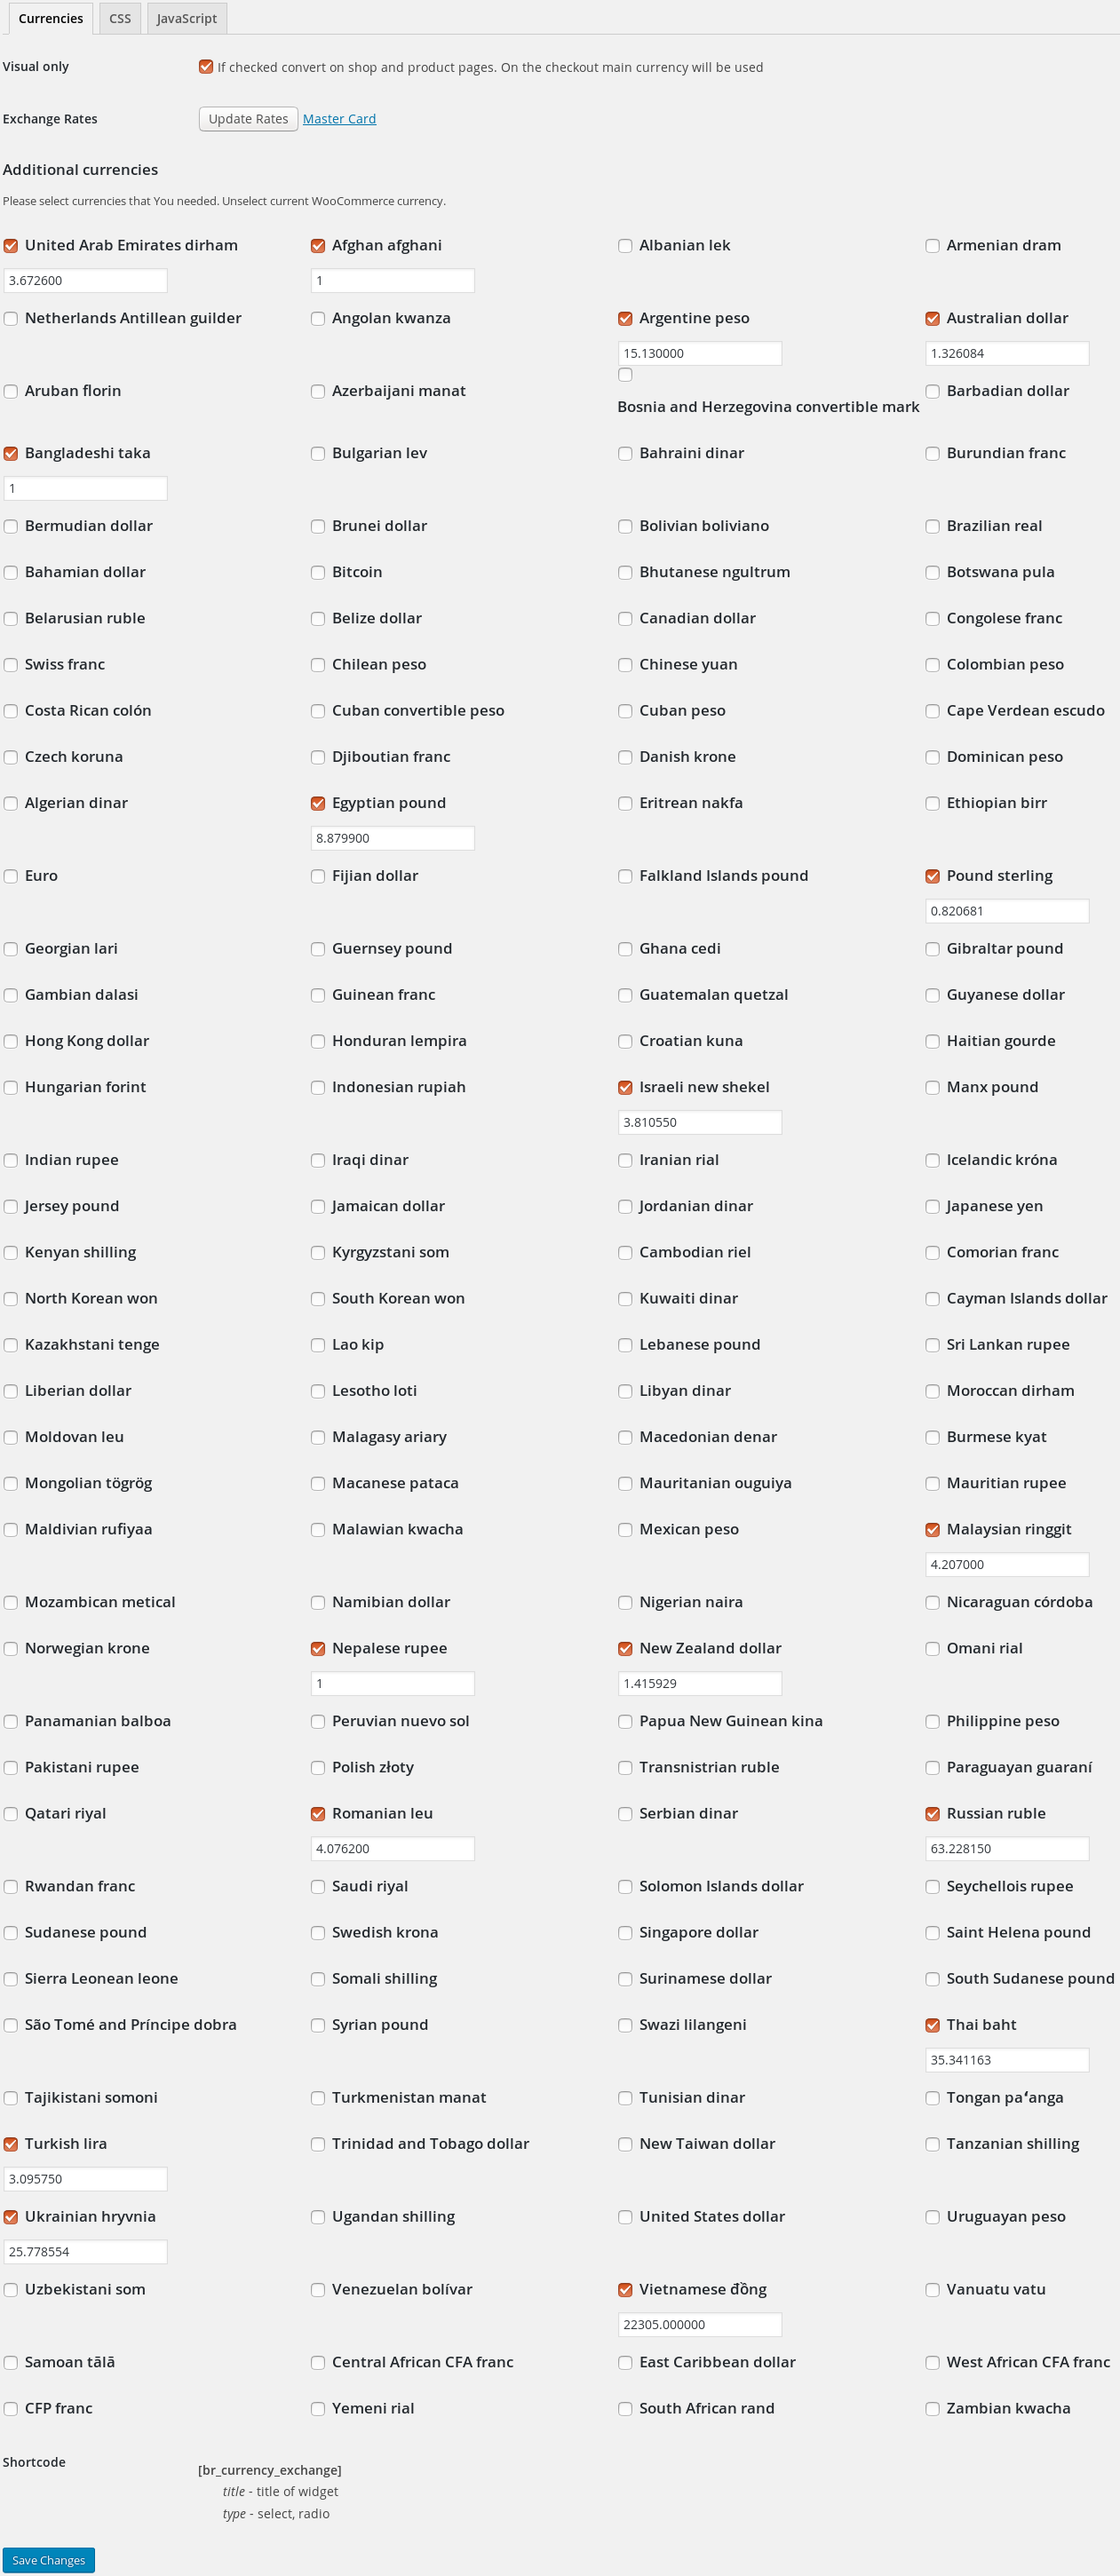 Currencies CSS JavaScript
Visual only If checked convert on shop and product pages. On the checkout main currency will be used
Exchange Rates Update Rates Master Card
Additional currencies
Please select currencies that You needed. Unselect current WooCommerce currency.
United Arab Emirates dirham Afghan afghani Albanian lek Armenian dram
3.672600 1
Netherlands Antillean guilder Angolan kwanza Argentine peso Australian dollar
15.130000 1.326084
Aruban florin Azerbaijani manat Bosnia and Herzegovina convertible mark Barbadian dollar
Bangladeshi taka Bulgarian lev Bahraini dinar Burundian franc
1
Bermudian dollar Brunei dollar Bolivian boliviano Brazilian real
Bahamian dollar Bitcoin Bhutanese ngultrum Botswana pula
Belarusian ruble Belize dollar Canadian dollar Congolese franc
Swiss franc Chilean peso Chinese yuan Colombian peso
Costa Rican colón Cuban convertible peso Cuban peso Cape Verdean escudo
Czech koruna Djiboutian franc Danish krone Dominican peso
Algerian dinar Egyptian pound Eritrean nakfa Ethiopian birr
8.879900
Euro Fijian dollar Falkland Islands pound Pound sterling
0.820681
Georgian lari Guernsey pound Ghana cedi Gibraltar pound
Gambian dalasi Guinean franc Guatemalan quetzal Guyanese dollar
Hong Kong dollar Honduran lempira Croatian kuna Haitian gourde
Hungarian forint Indonesian rupiah Israeli new shekel Manx pound
3.810550
Indian rupee Iraqi dinar Iranian rial Icelandic króna
Jersey pound Jamaican dollar Jordanian dinar Japanese yen
Kenyan shilling Kyrgyzstani som Cambodian riel Comorian franc
North Korean won South Korean won Kuwaiti dinar Cayman Islands dollar
Kazakhstani tenge Lao kip Lebanese pound Sri Lankan rupee
Liberian dollar Lesotho loti Libyan dinar Moroccan dirham
Moldovan leu Malagasy ariary Macedonian denar Burmese kyat
Mongolian tögrög Macanese pataca Mauritanian ouguiya Mauritian rupee
Maldivian rufiyaa Malawian kwacha Mexican peso Malaysian ringgit
4.207000
Mozambican metical Namibian dollar Nigerian naira Nicaraguan córdoba
Norwegian krone Nepalese rupee New Zealand dollar Omani rial
1 1.415929
Panamanian balboa Peruvian nuevo sol Papua New Guinean kina Philippine peso
Pakistani rupee Polish złoty Transnistrian ruble Paraguayan guaraní
Qatari riyal Romanian leu Serbian dinar Russian ruble
4.076200 63.228150
Rwandan franc Saudi riyal Solomon Islands dollar Seychellois rupee
Sudanese pound Swedish krona Singapore dollar Saint Helena pound
Sierra Leonean leone Somali shilling Surinamese dollar South Sudanese pound
São Tomé and Príncipe dobra Syrian pound Swazi lilangeni Thai baht
35.341163
Tajikistani somoni Turkmenistan manat Tunisian dinar Tongan paʻanga
Turkish lira Trinidad and Tobago dollar New Taiwan dollar Tanzanian shilling
3.095750
Ukrainian hryvnia Ugandan shilling United States dollar Uruguayan peso
25.778554
Uzbekistani som Venezuelan bolívar Vietnamese đồng Vanuatu vatu
22305.000000
Samoan tālā Central African CFA franc East Caribbean dollar West African CFA franc
CFP franc Yemeni rial South African rand Zambian kwacha
Shortcode
[br_currency_exchange]
title - title of widget
type - select, radio
Save Changes